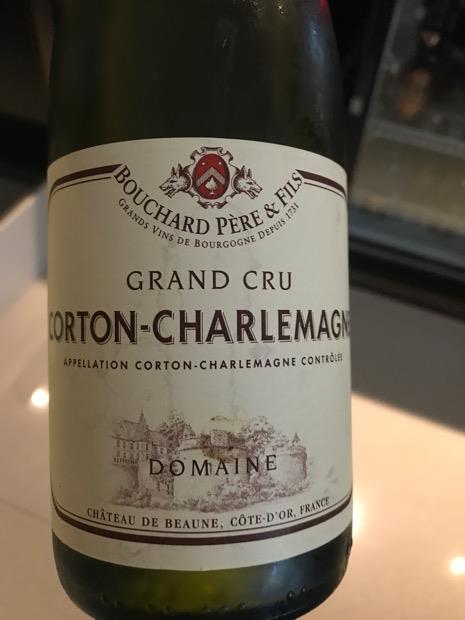 BOUCHARD PÈRE & FILS
GRANDS VINS DE BOURGOGNE DEPUIS 1731
GRAND CRU
CORTON-CHARLEMAGNE
APPELLATION CORTON-CHARLEMAGNE CONTRÔLÉE
DOMAINE
CHÂTEAU DE BEAUNE, CÔTE-D'OR, FRANCE